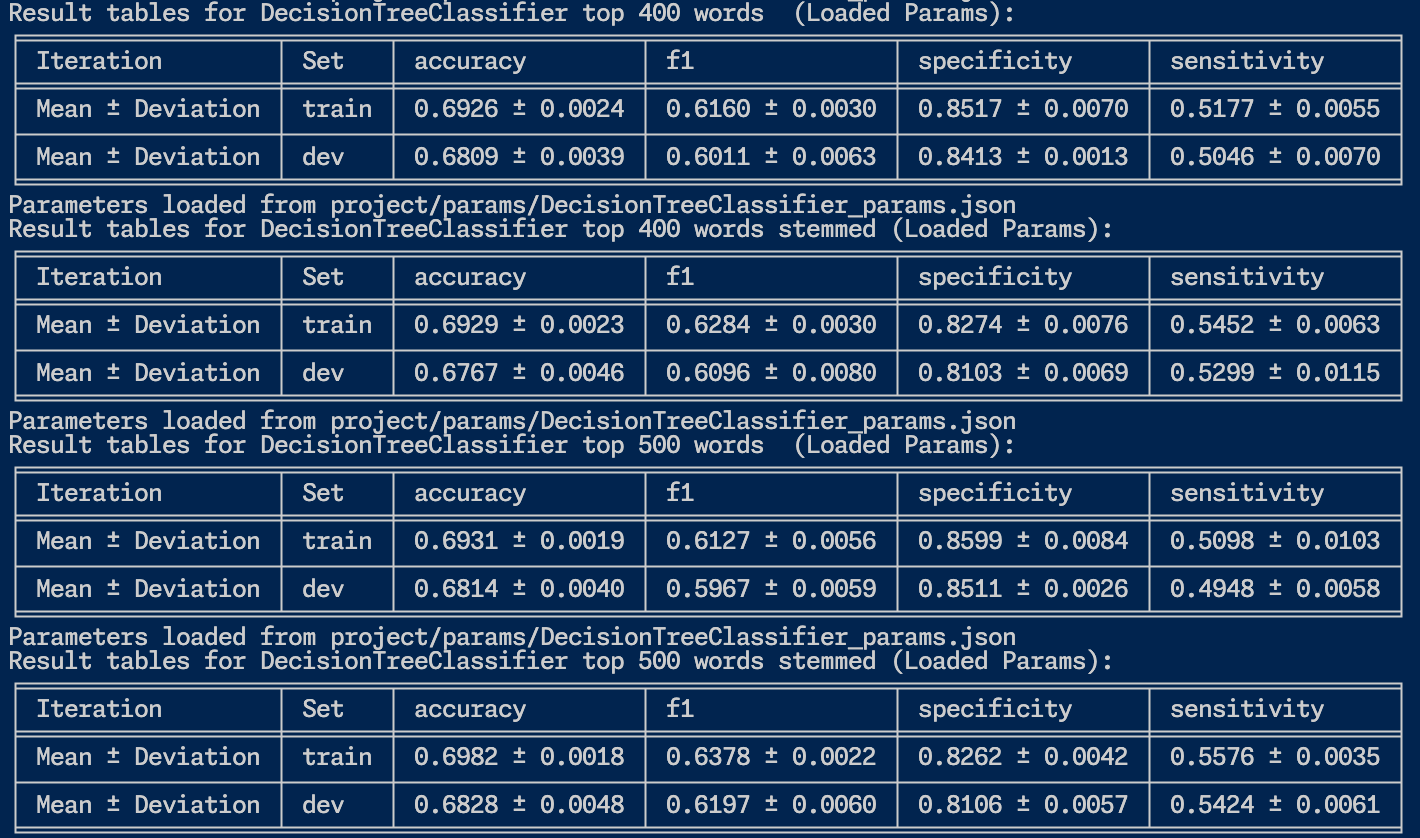 Result tables for DecisionTreeClassifier top 400 words  (Loaded Params):
Iteration Set accuracy f1 specificity sensitivity
Mean ± Deviation train 0.6926 ± 0.0024 0.6160 ± 0.0030 0.8517 ± 0.0070 0.5177 ± 0.0055
Mean ± Deviation dev 0.6809 ± 0.0039 0.6011 ± 0.0063 0.8413 ± 0.0013 0.5046 ± 0.0070
Parameters loaded from project/params/DecisionTreeClassifier_params.json
Result tables for DecisionTreeClassifier top 400 words stemmed (Loaded Params):
Iteration Set accuracy f1 specificity sensitivity
Mean ± Deviation train 0.6929 ± 0.0023 0.6284 ± 0.0030 0.8274 ± 0.0076 0.5452 ± 0.0063
Mean ± Deviation dev 0.6767 ± 0.0046 0.6096 ± 0.0080 0.8103 ± 0.0069 0.5299 ± 0.0115
Parameters loaded from project/params/DecisionTreeClassifier_params.json
Result tables for DecisionTreeClassifier top 500 words  (Loaded Params):
Iteration Set accuracy f1 specificity sensitivity
Mean ± Deviation train 0.6931 ± 0.0019 0.6127 ± 0.0056 0.8599 ± 0.0084 0.5098 ± 0.0103
Mean ± Deviation dev 0.6814 ± 0.0040 0.5967 ± 0.0059 0.8511 ± 0.0026 0.4948 ± 0.0058
Parameters loaded from project/params/DecisionTreeClassifier_params.json
Result tables for DecisionTreeClassifier top 500 words stemmed (Loaded Params):
Iteration Set accuracy f1 specificity sensitivity
Mean ± Deviation train 0.6982 ± 0.0018 0.6378 ± 0.0022 0.8262 ± 0.0042 0.5576 ± 0.0035
Mean ± Deviation dev 0.6828 ± 0.0048 0.6197 ± 0.0060 0.8106 ± 0.0057 0.5424 ± 0.0061